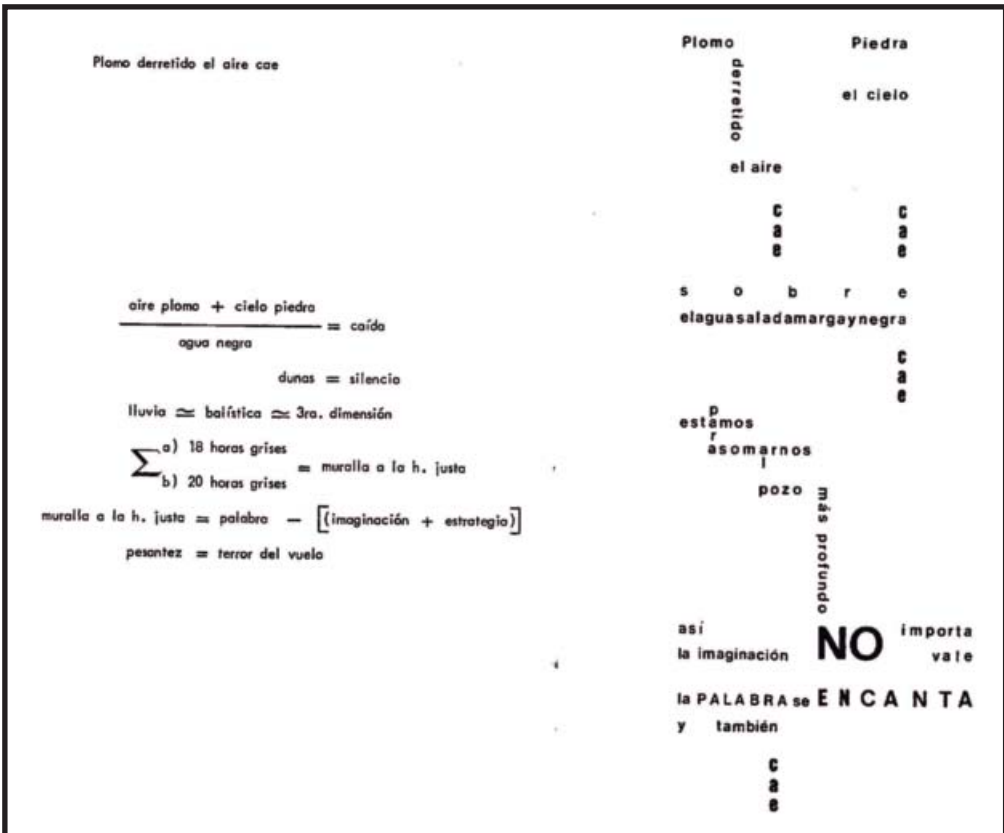 Plomo derretido el aire cae
aire plomo + cielo piedra
agua negra
= caída
dunas = silencio
lluvia ≃ balística ≃ 3ra. dimensión
∑ a) 18 horas grises
b) 20 horas grises
= muralla a la h. justa
muralla a la h. justa = palabra – [(imaginación + estrategia)]
pesantez = terror del vuelo
Plomo Piedra
derretido
el cielo
el aire
cae cae
s o b r e
elaguasaladamargaynegra
cae
estamos
para
asomarnos
al
pozo
más profundo
así NO importa
la imaginación vale
la PALABRA se ENCANTA
y también
cae